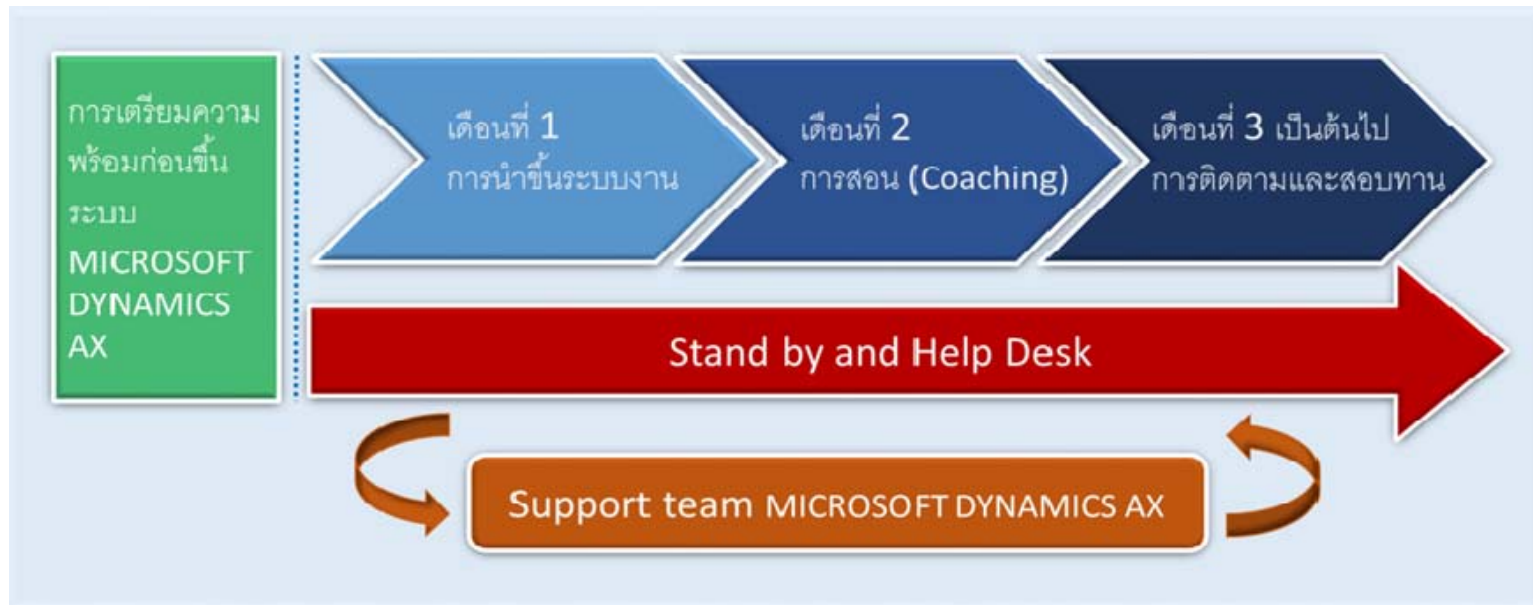 การเตรียมความ
พร้อมก่อนขึ้น
ระบบ
MICROSOFT
DYNAMICS
AX
เดือนที่ 1
การนำขึ้นระบบงาน
เดือนที่ 2
การสอน (Coaching)
เดือนที่ 3 เป็นต้นไป
การติดตามและสอบทาน
Stand by and Help Desk
Support team MICROSOFT DYNAMICS AX